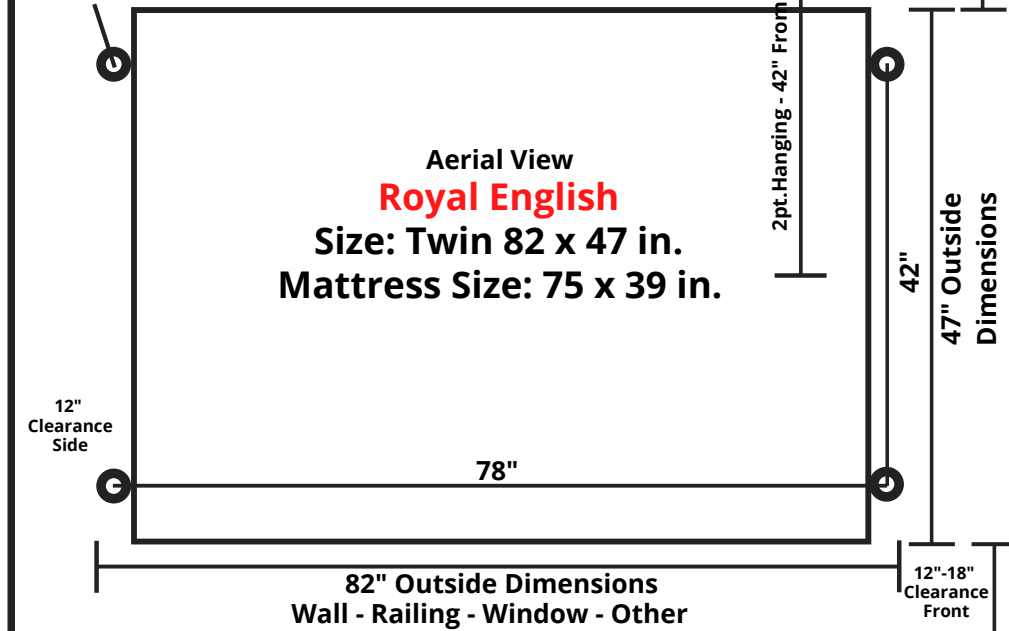 2pt.Hanging - 42" From
Aerial View
Royal English
Size: Twin 82 x 47 in.
Mattress Size: 75 x 39 in.
42"
47" Outside
Dimensions
12"
Clearance
Side
78"
82" Outside Dimensions
Wall - Railing - Window - Other
12"-18"
Clearance
Front